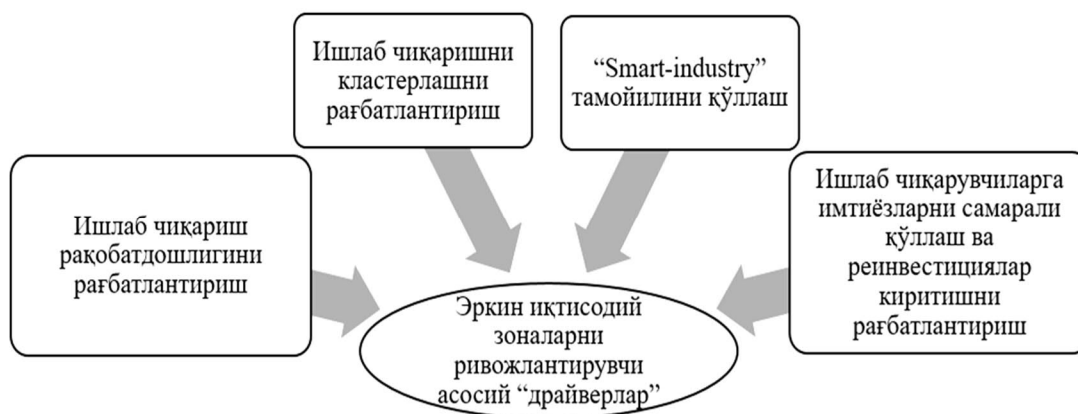 Ишлаб чиқариш
рақобатдошлигини
рағбатлантириш
Ишлаб чиқаришни
кластерлашни
рағбатлантириш
“Smart-industry”
тамойилини қўллаш
Ишлаб чиқарувчиларга
имтиёзларни самарали
қўллаш ва
реинвестициялар
киритишни
рағбатлантириш
Эркин иқтисодий
зоналарни
ривожлантирувчи
асосий “драйверлар”